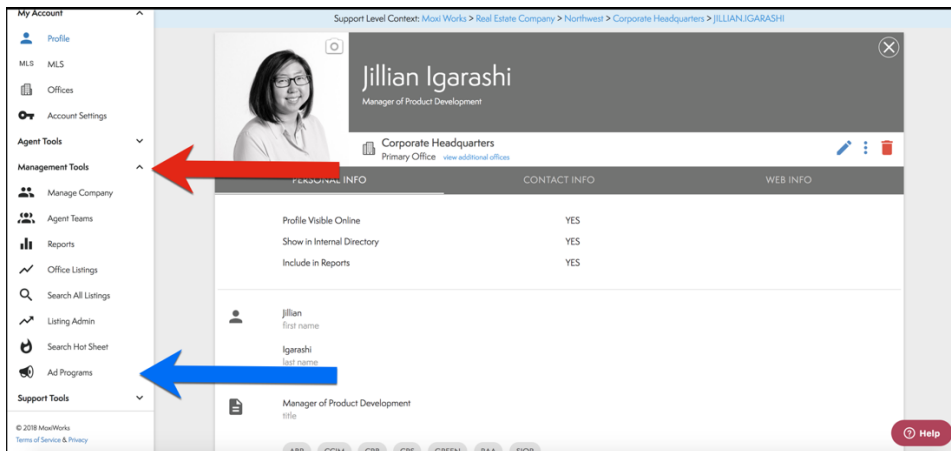 My Account
Profile
MLS MLS
Offices
Account Settings
Agent Tools
Management Tools
Manage Company
Agent Teams
Reports
Office Listings
Search All Listings
Listing Admin
Search Hot Sheet
Ad Programs
Support Tools
© 2018 MoxiWorks
Terms of Service & Privacy
Support Level Context: Moxi Works > Real Estate Company > Northwest > Corporate Headquarters > JILLIAN.IGARASHI
Jillian Igarashi
Manager of Product Development
Corporate Headquarters
Primary Office view additional offices
PERSONAL INFO CONTACT INFO WEB INFO
Profile Visible Online YES
Show in Internal Directory YES
Include in Reports YES
Jillian
first name
Igarashi
last name
Manager of Product Development
title
Help